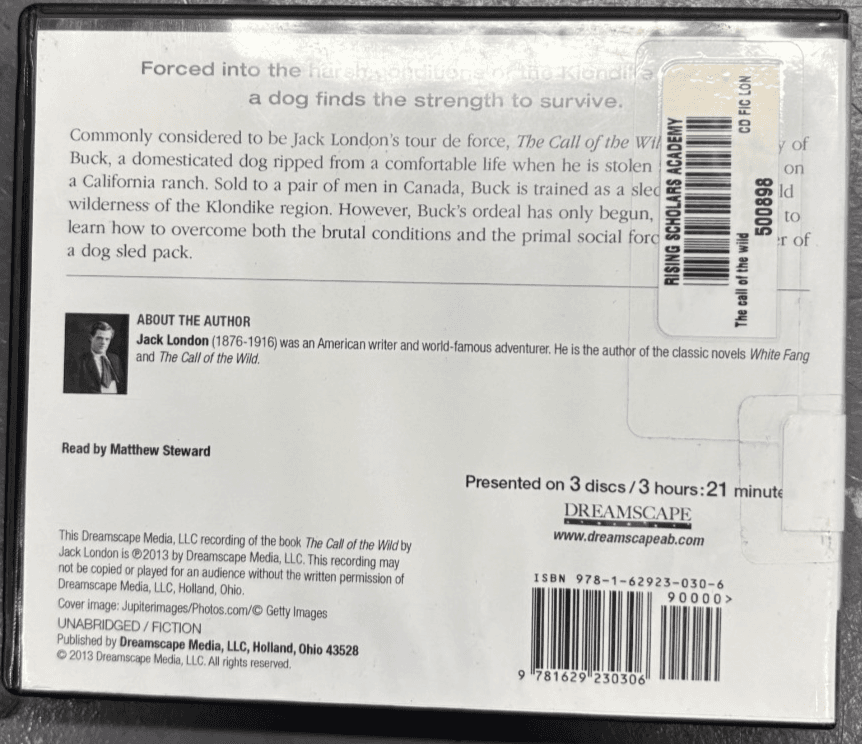 Forced into the harsh conditions of the Klondike
a dog finds the strength to survive.
Commonly considered to be Jack London's tour de force, The Call of the Wil
y of
Buck, a domesticated dog ripped from a comfortable life when he is stolen
on
a California ranch. Sold to a pair of men in Canada, Buck is trained as a sled
ld
wilderness of the Klondike region. However, Buck's ordeal has only begun,
to
learn how to overcome both the brutal conditions and the primal social forc
r of
a dog sled pack.
RISING SCHOLARS ACADEMY
The call of the wild
500898
CD FIC LON
ABOUT THE AUTHOR
Jack London (1876-1916) was an American writer and world-famous adventurer. He is the author of the classic novels White Fang
and The Call of the Wild.
Read by Matthew Steward
Presented on 3 discs / 3 hours:21 minute
DREAMSCAPE
www.dreamscapeab.com
This Dreamscape Media, LLC recording of the book The Call of the Wild by
Jack London is ℗2013 by Dreamscape Media, LLC. This recording may
not be copied or played for an audience without the written permission of
Dreamscape Media, LLC, Holland, Ohio.
Cover image: Jupiterimages/Photos.com/© Getty Images
UNABRIDGED / FICTION
Published by Dreamscape Media, LLC, Holland, Ohio 43528
© 2013 Dreamscape Media, LLC. All rights reserved.
ISBN 978-1-62923-030-6
90000>
9 781629 230306